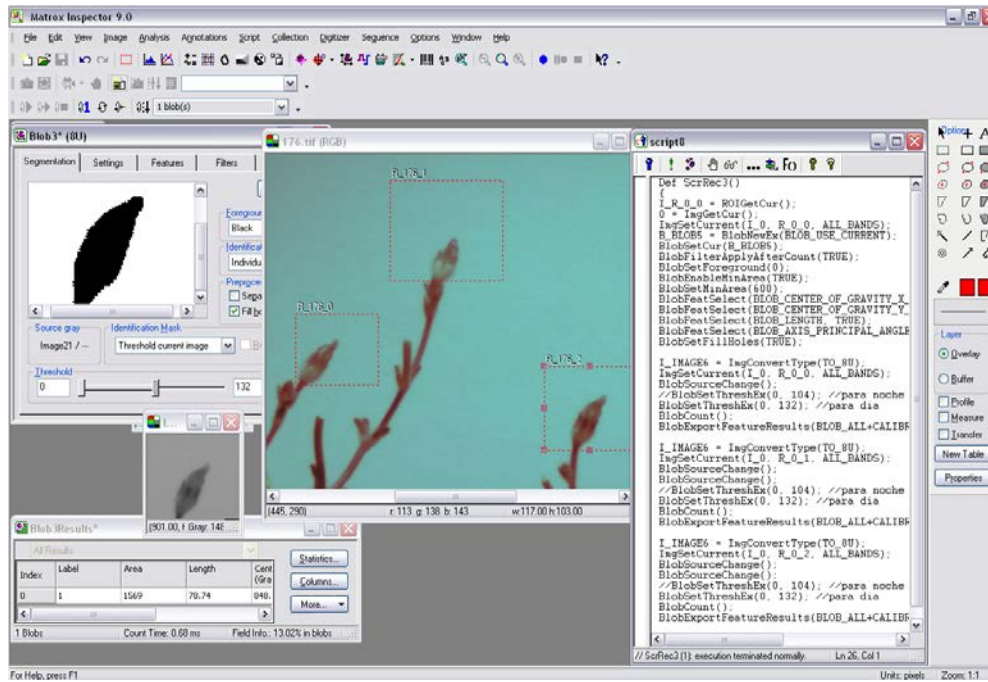 Matrox Inspector 9.0
File Edit View Image Analysis Agnotations Script Collection Digitizer Sequence Options Window Help
1 blob(s)
Blob3* (8U)
Segmentation Settings Features Filters
Black
Individu
Fill
Source gray
Image21 / --
Identification Mask
Threshold current image
Threshold
0
132
176.tif (RGB)
R_176_1
R_176_0
R_176_2
(445, 290) r: 113 g: 138 b: 143 w:117.00 h:103.00
Gray: 148
Blob3Results*
All Results
Index Label Area Length
0 1 1569 70.74
Statistics...
Columns...
More...
1 Blobs Count Time: 0.68 ms Field Info.: 13.02% in blobs
script8
Def ScrRec3()
{
I_R_0_0 = ROIGetCur();
0 = ImgGetCur();
ImgSetCurrent(I_0, R_0_0, ALL_BANDS);
B_BLOB5 = BlobNewEx(BLOB_USE_CURRENT);
BlobSetCur(B_BLOB5);
BlobFilterApplyAfterCount(TRUE);
BlobSetForeground(0);
BlobEnableMinArea(TRUE);
BlobSetMinArea(600);
BlobFeatSelect(BLOB_CENTER_OF_GRAVITY_X_
BlobFeatSelect(BLOB_CENTER_OF_GRAVITY_Y_
BlobFeatSelect(BLOB_LENGTH, TRUE);
BlobFeatSelect(BLOB_AXIS_PRINCIPAL_ANGLE
BlobSetFillHoles(TRUE);
I_IMAGE6 = ImgConvertType(TO_8U);
ImgSetCurrent(I_0, R_0_0, ALL_BANDS);
BlobSourceChange();
//BlobSetThreshEx(0, 104); //para noche
BlobSetThreshEx(0, 132); //para dia
BlobCount();
BlobExportFeatureResults(BLOB_ALL+CALIBR
I_IMAGE6 = ImgConvertType(TO_8U);
ImgSetCurrent(I_0, R_0_1, ALL_BANDS);
BlobSourceChange();
//BlobSetThreshEx(0, 104); //para noche
BlobSetThreshEx(0, 132); //para dia
BlobCount();
BlobExportFeatureResults(BLOB_ALL+CALIBR
I_IMAGE6 = ImgConvertType(TO_8U);
ImgSetCurrent(I_0, R_0_2, ALL_BANDS);
BlobSourceChange();
BlobSourceChange();
//BlobSetThreshEx(0, 104); //para noche
BlobSetThreshEx(0, 132); //para dia
BlobCount();
BlobExportFeatureResults(BLOB_ALL+CALIBR
// ScrRec3 (1): execution terminated normally. Ln 26, Col 1
Layer
Overlay
Buffer
Profile
Measure
Transfer
New Table
Properties
For Help, press F1 Units: pixels Zoom: 1:1